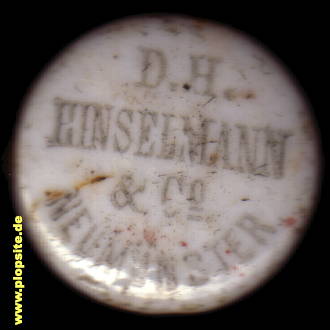 D.H.
HINSELMANN
& Co
NEUMÜNSTER
www.plopsite.de